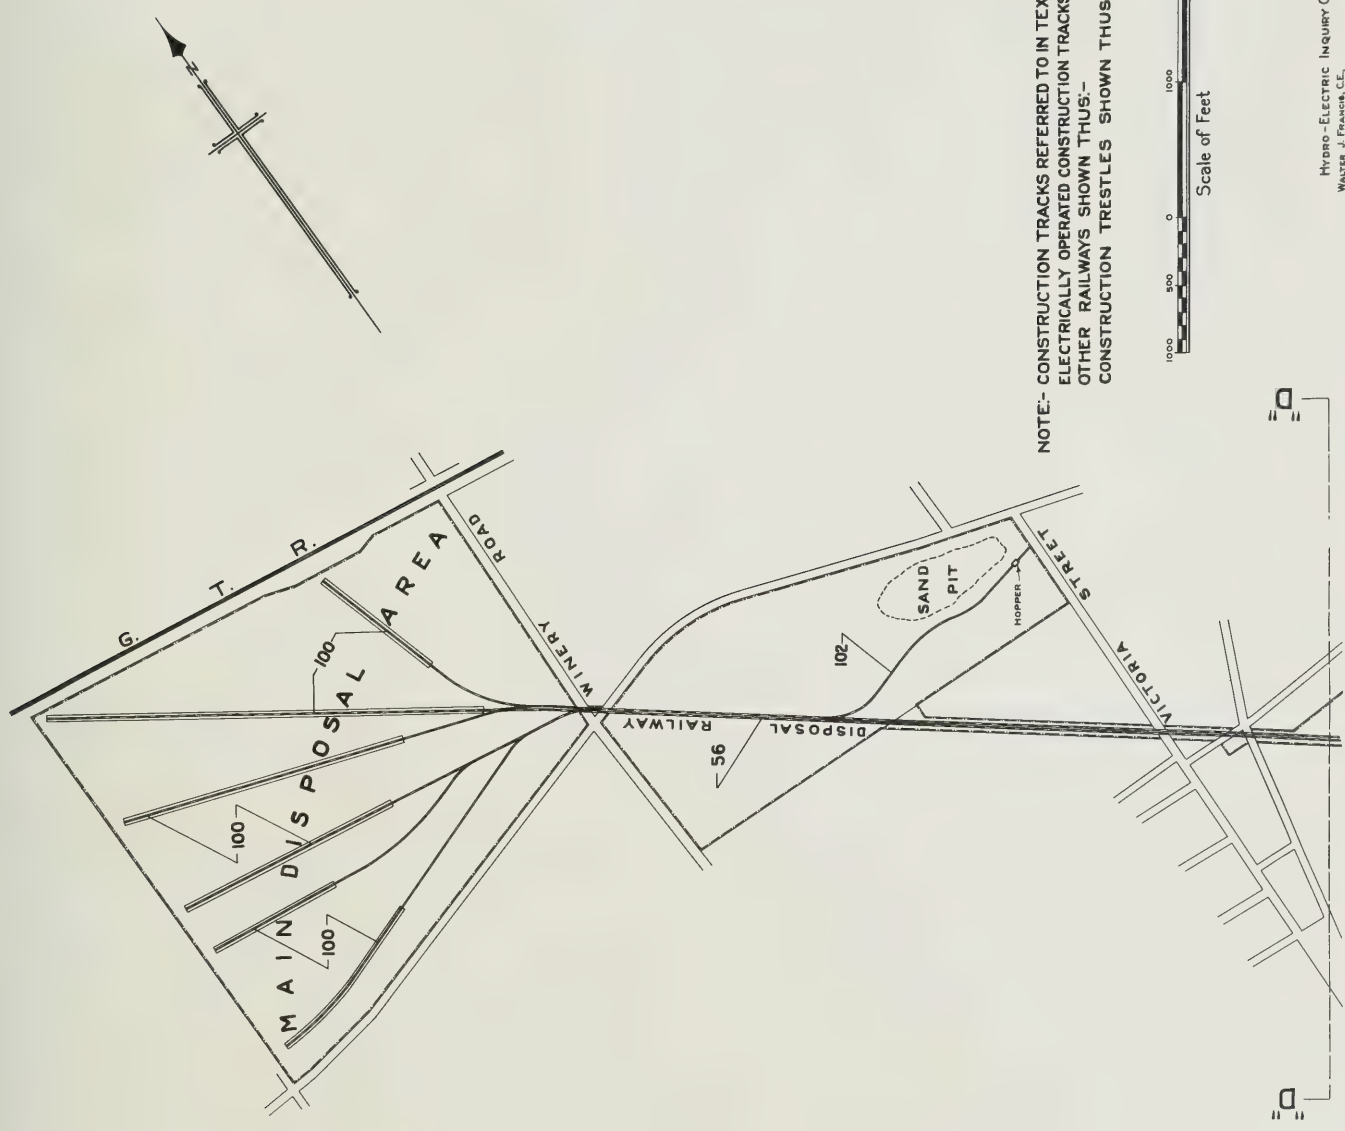 N
G. T. R.
MAIN DISPOSAL AREA
100
100
100
WINERY ROAD
DISPOSAL RAILWAY
56
102
SAND
PIT
HOPPER
VICTORIA STREET
NOTE:- CONSTRUCTION TRACKS REFERRED TO IN TEX
ELECTRICALLY OPERATED CONSTRUCTION TRACKS
OTHER RAILWAYS SHOWN THUS:-
CONSTRUCTION TRESTLES SHOWN THUS
1000 500 0 1000
Scale of Feet
HYDRO-ELECTRIC INQUIRY C
WALTER J. FRANCIS, C.E.,
"D"
"D"